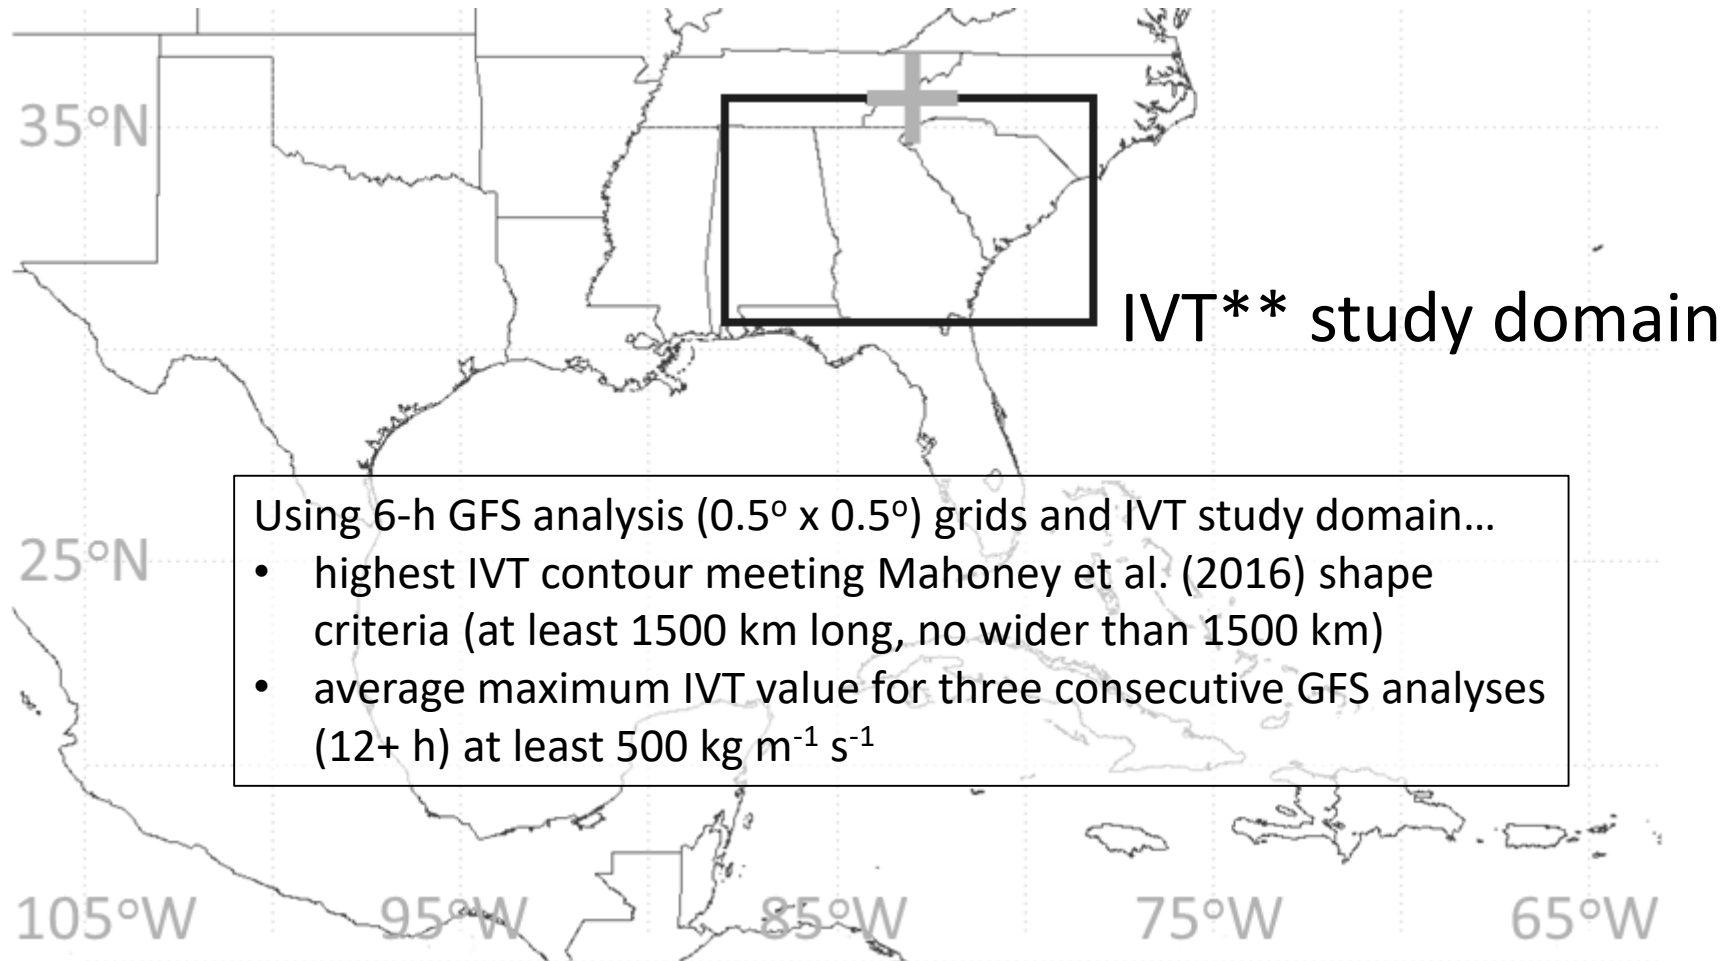 35°N
IVT** study domain
Using 6-h GFS analysis (0.5° x 0.5°) grids and IVT study domain…
25°N
• highest IVT contour meeting Mahoney et al. (2016) shape
criteria (at least 1500 km long, no wider than 1500 km)
• average maximum IVT value for three consecutive GFS analyses
(12+ h) at least 500 kg m⁻¹ s⁻¹
105°W 95°W 85°W 75°W 65°W